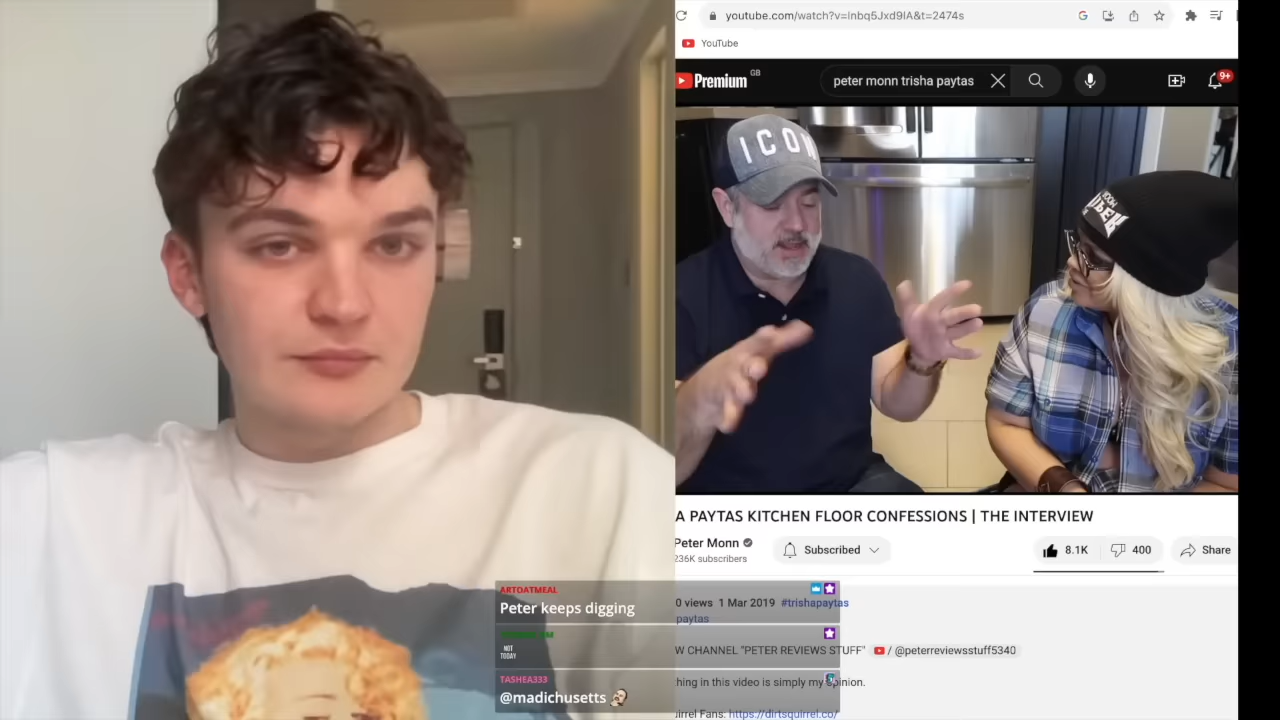 youtube.com/watch?v=Inbq5Jxd9lA&t=2474s
YouTube
Premium GB
peter monn trisha paytas
9+
ICON
A PAYTAS KITCHEN FLOOR CONFESSIONS | THE INTERVIEW
Peter Monn
236K subscribers
Subscribed
8.1K
400
Share
0 views 1 Mar 2019 #trishapaytas
paytas
W CHANNEL "PETER REVIEWS STUFF" / @peterreviewsstuff5340
thing in this video is simply my opinion.
uirrel Fans: https://dirtsquirrel.co/
ARTOATMEAL
Peter keeps digging
NOT
TODAY
TASHEA333
@madichusetts